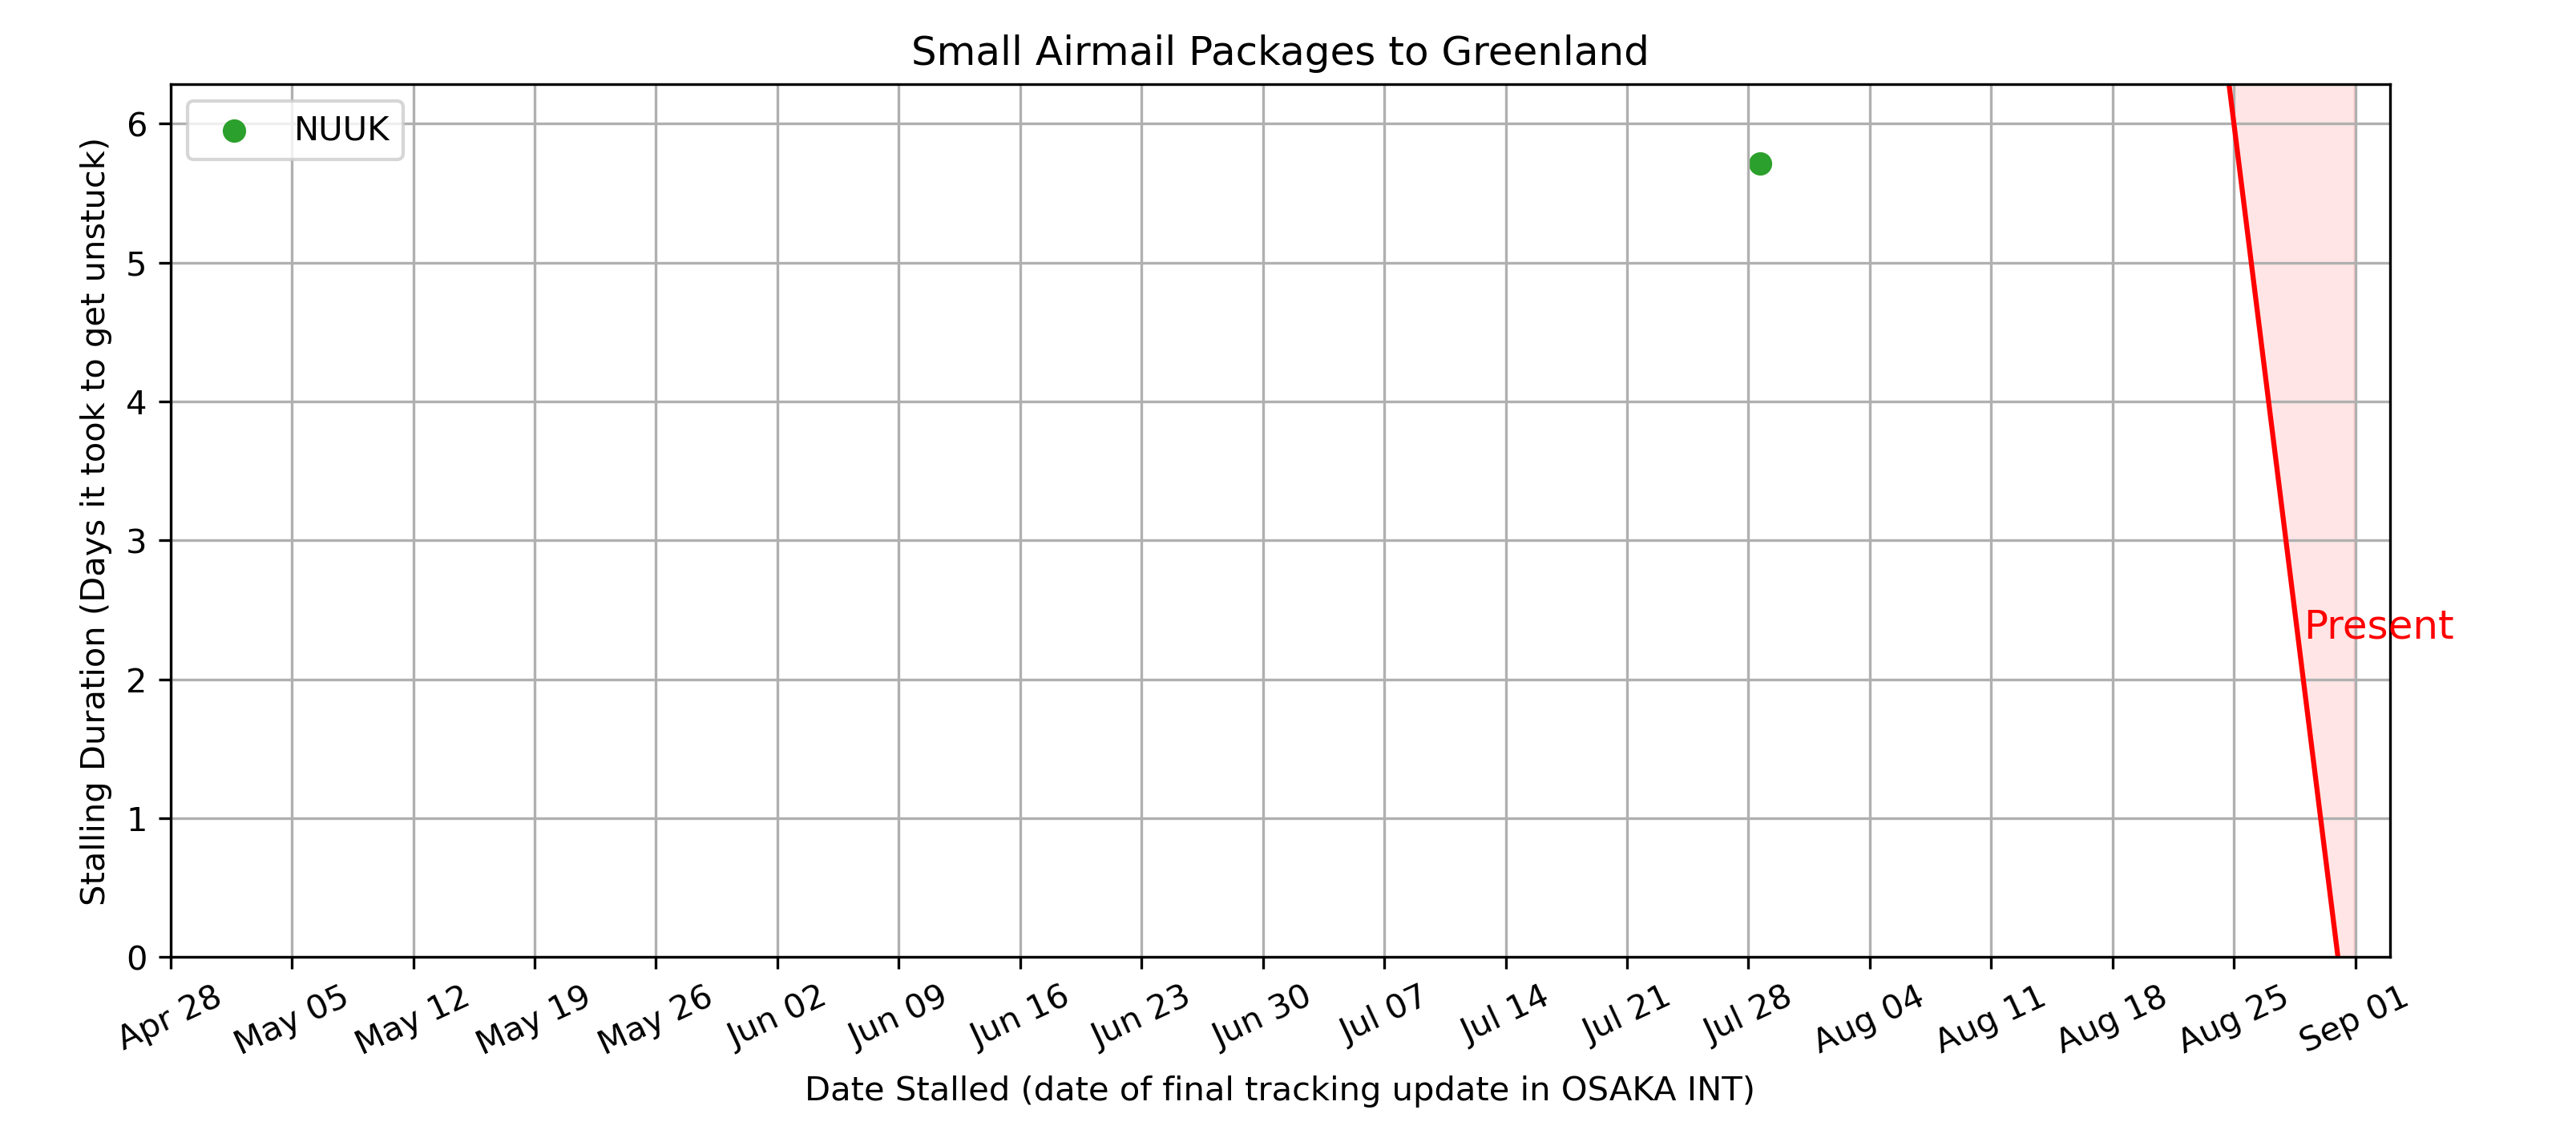 Small Airmail Packages to Greenland
NUUK
Stalling Duration (Days it took to get unstuck)
6
5
4
3
2
1
0
Present
Apr 28 May 05 May 12 May 19 May 26 Jun 02 Jun 09 Jun 16 Jun 23 Jun 30 Jul 07 Jul 14 Jul 21 Jul 28 Aug 04 Aug 11 Aug 18 Aug 25 Sep 01
Date Stalled (date of final tracking update in OSAKA INT)